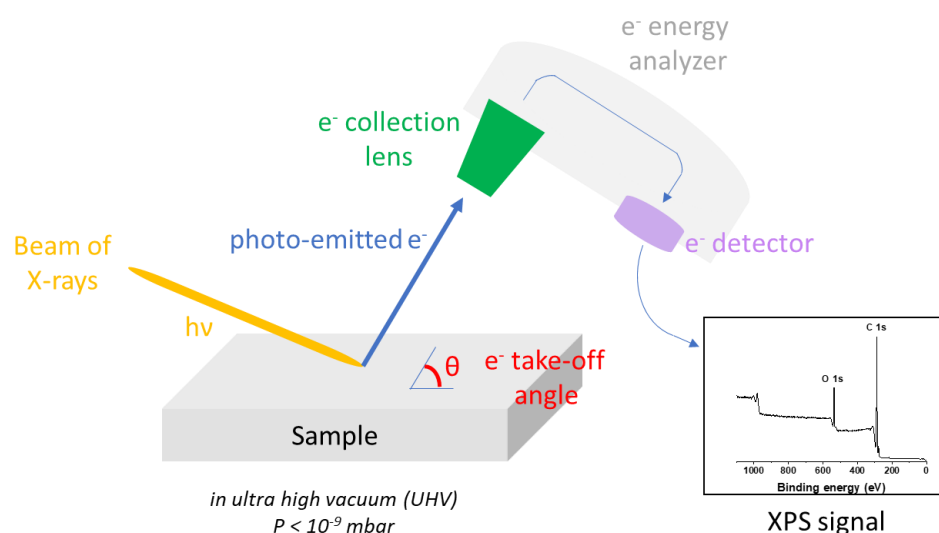 e⁻ energy
analyzer
e⁻ collection
lens
photo-emitted e⁻
e⁻ detector
Beam of
X-rays
hν
θ
e⁻ take-off
angle
Sample
in ultra high vacuum (UHV)
P < 10⁻⁹ mbar
C 1s
O 1s
1000 800 600 400 200 0
Binding energy (eV)
XPS signal